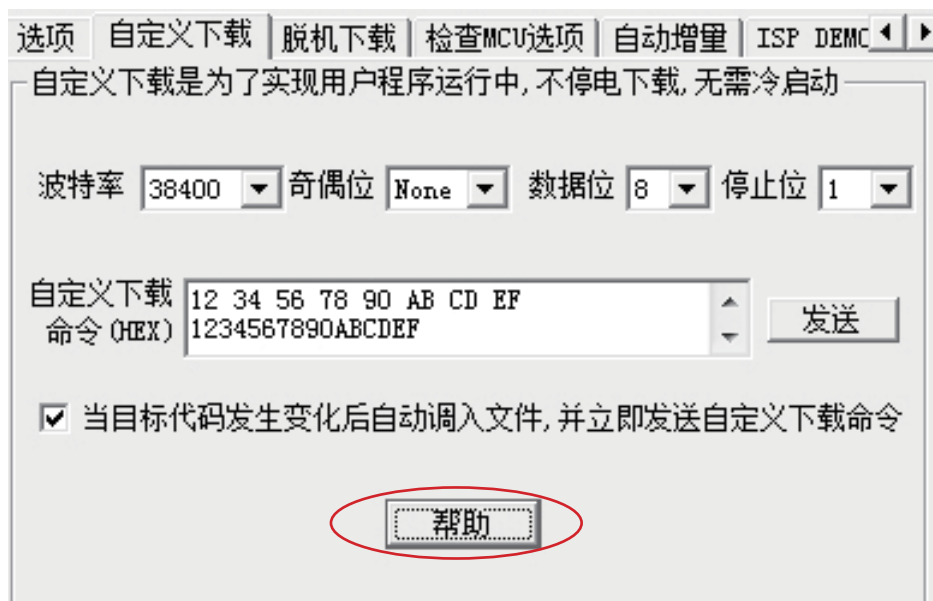 选项 自定义下载 脱机下载 检查MCU选项 自动增量 ISP DEMC
自定义下载是为了实现用户程序运行中,不停电下载,无需冷启动
波特率 38400 奇偶位 None 数据位 8 停止位 1
自定义下载 12 34 56 78 90 AB CD EF
命令(HEX) 1234567890ABCDEF 发送
当目标代码发生变化后自动调入文件,并立即发送自定义下载命令
帮助